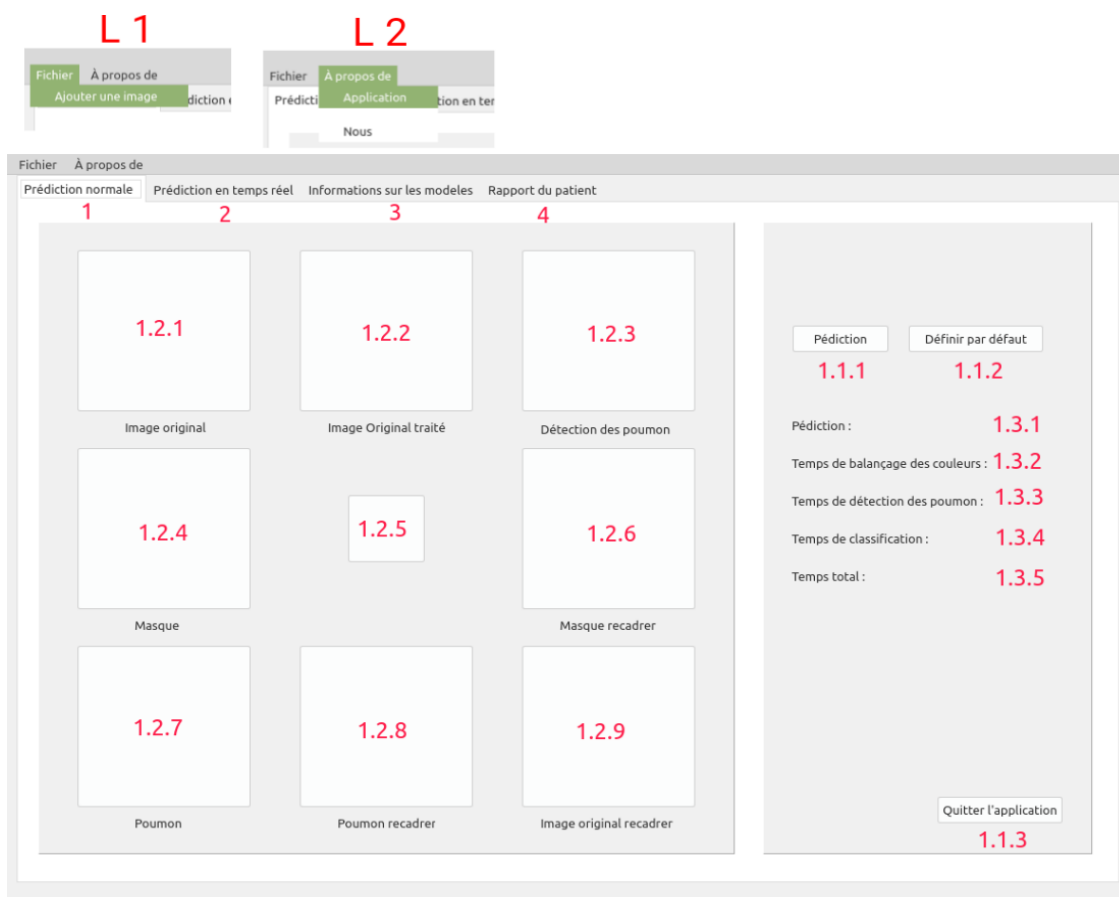 L 1
L 2
Fichier À propos de
Ajouter une image
diction
Fichier À propos de
Prédicti Application tion en ter
Nous
Fichier À propos de
Prédiction normale Prédiction en temps réel Informations sur les modeles Rapport du patient
1 2 3 4
1.2.1 1.2.2 1.2.3
Image original Image Original traité Détection des poumon
1.2.4 1.2.5 1.2.6
Masque Masque recadrer
1.2.7 1.2.8 1.2.9
Poumon Poumon recadrer Image original recadrer
Pédiction Définir par défaut
1.1.1 1.1.2
Pédiction : 1.3.1
Temps de balançage des couleurs : 1.3.2
Temps de détection des poumon : 1.3.3
Temps de classification : 1.3.4
Temps total : 1.3.5
Quitter l'application
1.1.3